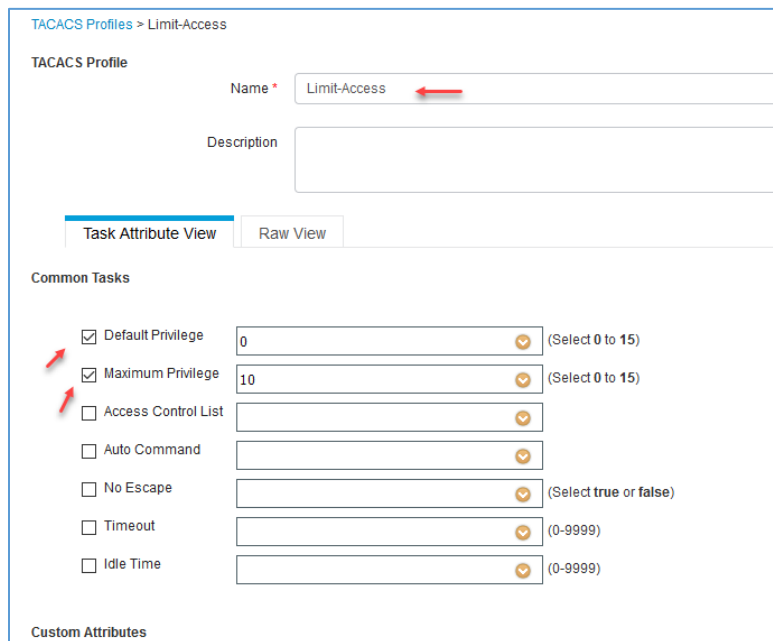 TACACS Profiles > Limit-Access
TACACS Profile
Name * Limit-Access
Description
Task Attribute View Raw View
Common Tasks
Default Privilege 0 (Select 0 to 15)
Maximum Privilege 10 (Select 0 to 15)
Access Control List
Auto Command
No Escape (Select true or false)
Timeout (0-9999)
Idle Time (0-9999)
Custom Attributes